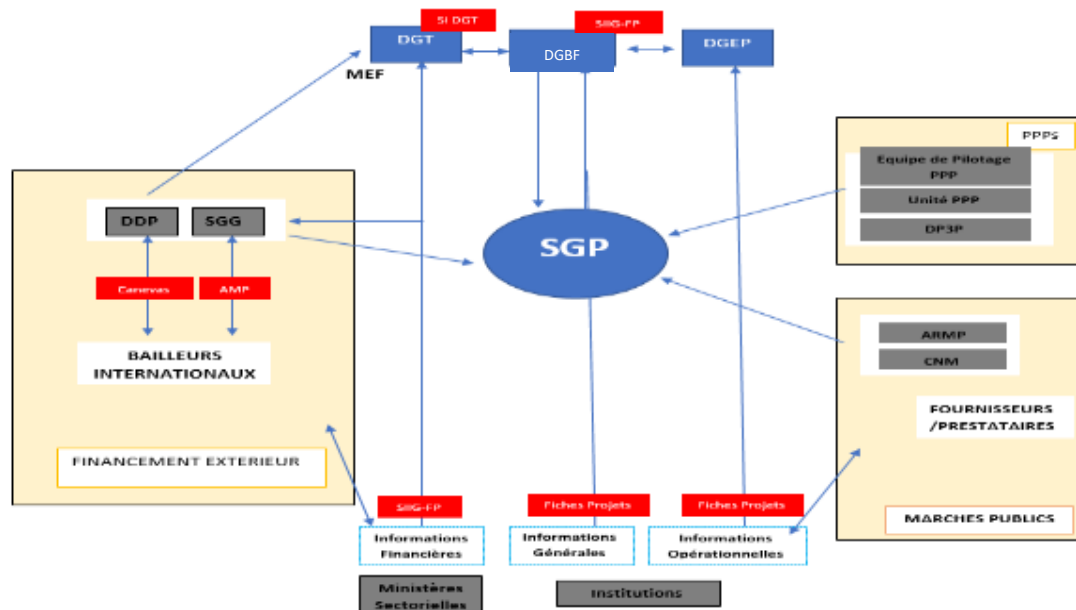 SI DGT
SIIG-FP
DGT
DGBF
DGEP
MEF
PPPs
Equipe de Pilotage
PPP
Unité PPP
DP3P
DDP
SGG
SGP
Canevas
AMP
BAILLEURS
INTERNATIONAUX
ARMP
CNM
FOURNISSEURS
/PRESTATAIRES
FINANCEMENT EXTERIEUR
SIIG-FP
Fiches Projets
Fiches Projets
MARCHES PUBLICS
Informations
Financières
Informations
Générales
Informations
Opérationnelles
Ministères
Sectorielles
Institutions